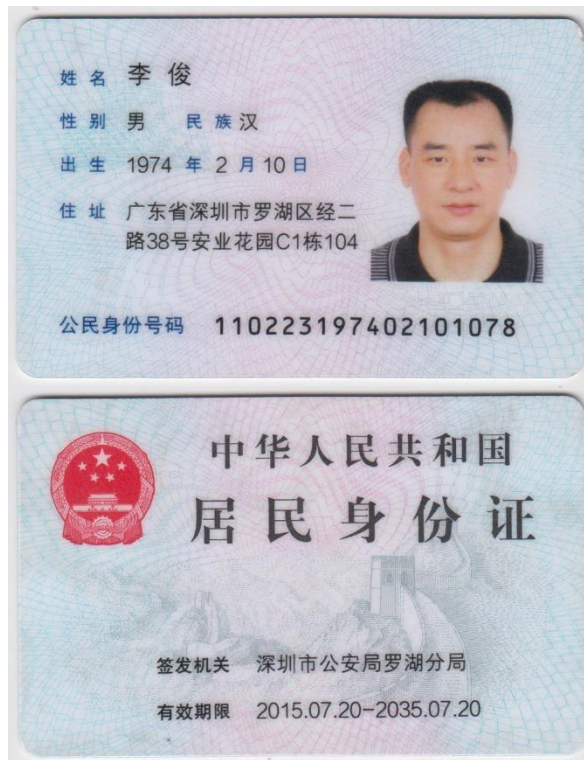 姓名 李俊
性别 男 民族 汉
出生 1974 年 2 月 10 日
住址 广东省深圳市罗湖区经二
路38号安业花园C1栋104
公民身份号码 110223197402101078
中华人民共和国
居民身份证
签发机关 深圳市公安局罗湖分局
有效期限 2015.07.20-2035.07.20